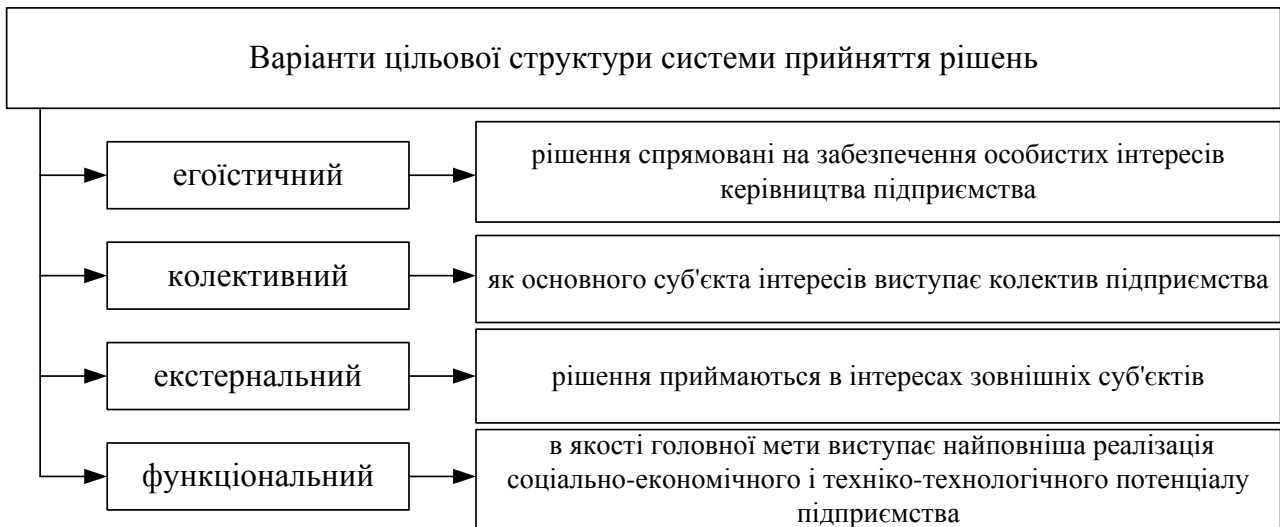 Варіанти цільової структури системи прийняття рішень
егоїстичний
рішення спрямовані на забезпечення особистих інтересів
керівництва підприємства
колективний
як основного суб'єкта інтересів виступає колектив підприємства
екстернальний
рішення приймаються в інтересах зовнішніх суб'єктів
функціональний
в якості головної мети виступає найповніша реалізація
соціально-економічного і техніко-технологічного потенціалу
підприємства